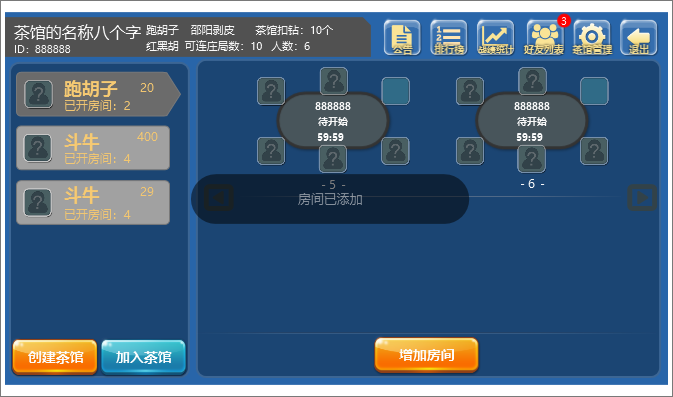 茶馆的名称八个字
ID: 888888
跑胡子 邵阳剥皮 茶馆扣钻: 10个
红黑胡 可连庄局数: 10 人数: 6
公告
排行榜
战绩统计
好友列表
3
茶馆管理
退出
跑胡子 20
已开房间: 2
斗牛 400
已开房间: 4
斗牛 29
已开房间: 4
888888
待开始
59:59
- 5 -
888888
待开始
59:59
- 6 -
房间已添加
创建茶馆
加入茶馆
增加房间